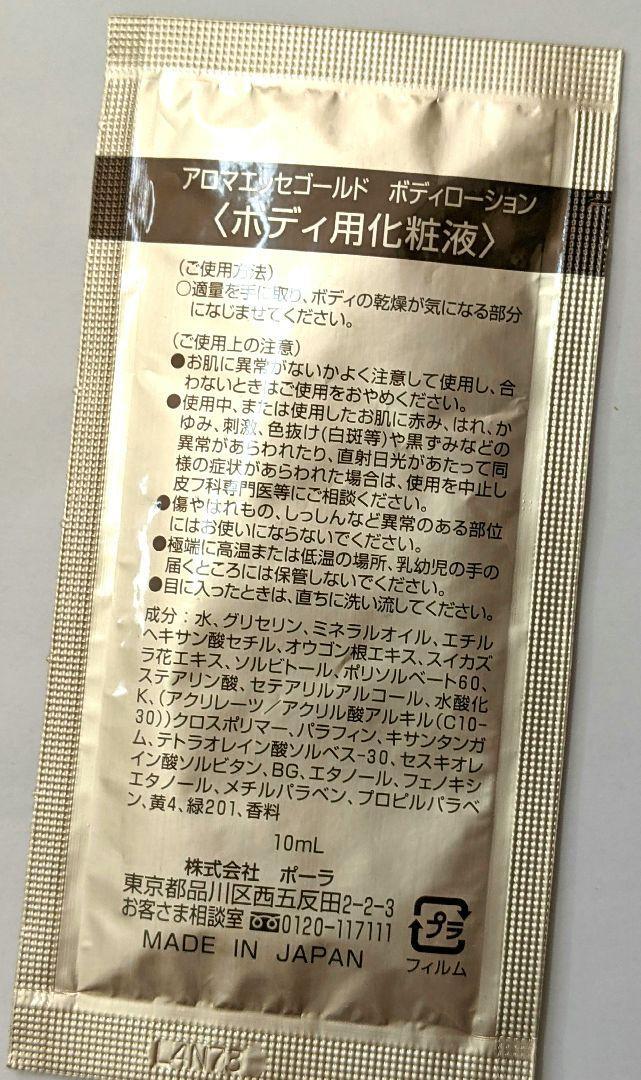 アロマエッセゴールド ボディローション
〈ボディ用化粧液〉
(ご使用方法)
○適量を手に取り、ボディの乾燥が気になる部分
になじませてください。
(ご使用上の注意)
●お肌に異常がないかよく注意して使用し、合
わないときはご使用をおやめください。
●使用中、または使用したお肌に赤み、はれ、か
ゆみ、刺激、色抜け(白斑等)や黒ずみなどの
異常があらわれたり、直射日光があたって同
様の症状があらわれた場合は、使用を中止し
皮フ科専門医等にご相談ください。
●傷やはれもの、しっしんなど異常のある部位
にはお使いにならないでください。
●極端に高温または低温の場所、乳幼児の手の
届くところには保管しないでください。
●目に入ったときは、直ちに洗い流してください。
成分：水、グリセリン、ミネラルオイル、エチル
ヘキサン酸セチル、オウゴン根エキス、スイカズ
ラ花エキス、ソルビトール、ポリソルベート60、
ステアリン酸、セテアリルアルコール、水酸化
K、(アクリレーツ／アクリル酸アルキル(C10-
30))クロスポリマー、パラフィン、キサンタンガ
ム、テトラオレイン酸ソルベス-30、セスキオレ
イン酸ソルビタン、BG、エタノール、フェノキシ
エタノール、メチルパラベン、プロピルパラベ
ン、黄4、緑201、香料
10mL
株式会社 ポーラ
東京都品川区西五反田2-2-3
お客さま相談室 0120-117111
MADE IN JAPAN
プラ
フィルム
L4N78